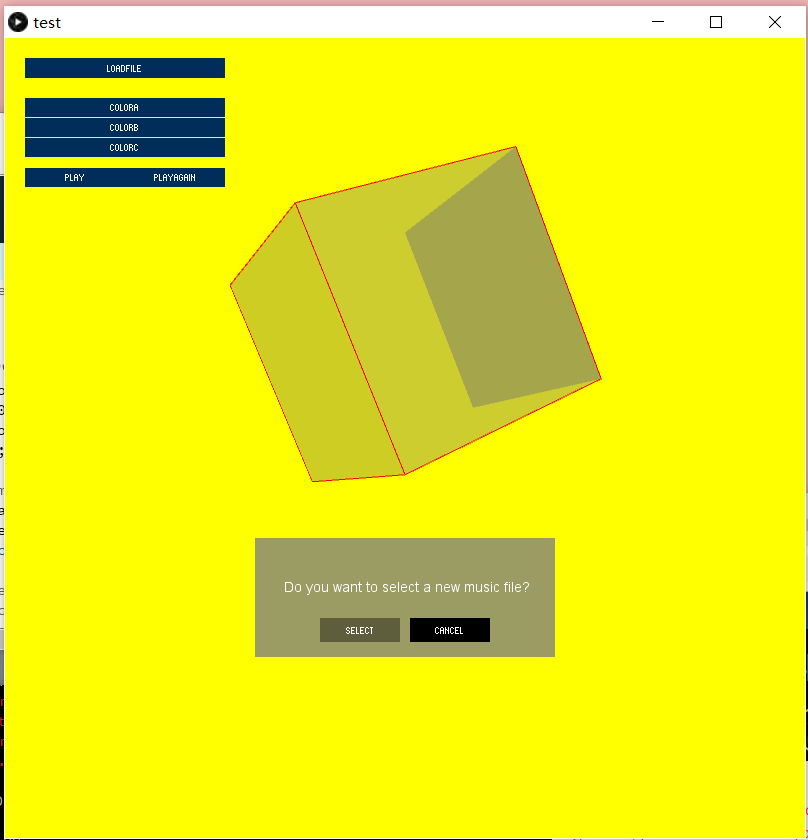 test
LOADFILE
COLORA
COLORB
COLORC
PLAY PLAYAGAIN
Do you want to select a new music file?
SELECT CANCEL